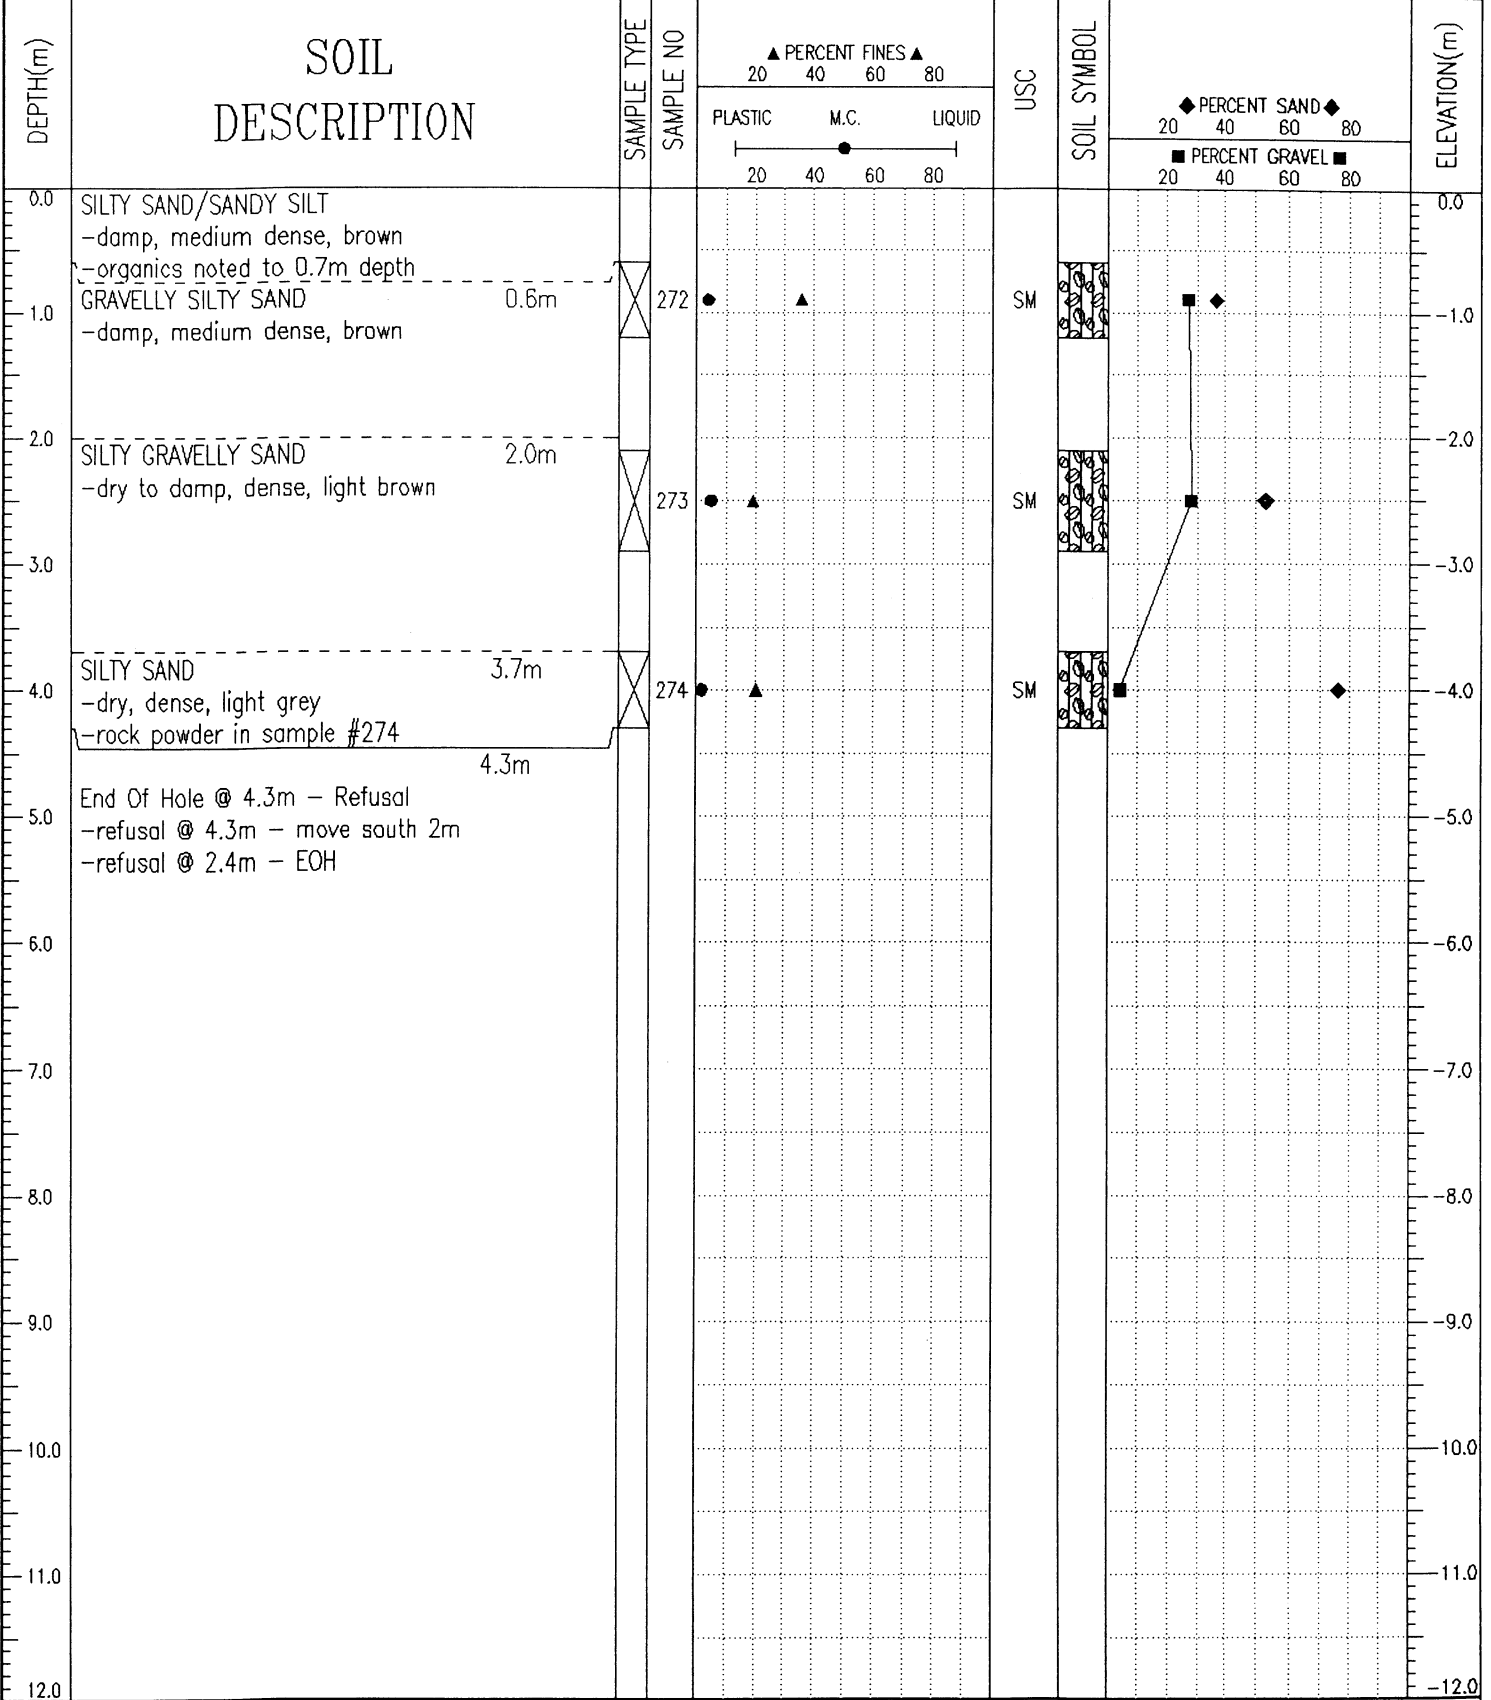 DEPTH(m)
SOIL
DESCRIPTION
SAMPLE TYPE
SAMPLE NO
▲ PERCENT FINES ▲
20 40 60 80
PLASTIC M.C. LIQUID
20 40 60 80
USC
SOIL SYMBOL
◆ PERCENT SAND ◆
20 40 60 80
■ PERCENT GRAVEL ■
20 40 60 80
ELEVATION(m)
0.0
SILTY SAND/SANDY SILT
-damp, medium dense, brown
-organics noted to 0.7m depth
0.0
GRAVELLY SILTY SAND 0.6m
272
SM
1.0
-damp, medium dense, brown
-1.0
2.0
-2.0
SILTY GRAVELLY SAND 2.0m
-dry to damp, dense, light brown
273
SM
3.0
-3.0
SILTY SAND 3.7m
4.0
-dry, dense, light grey
274
SM
-4.0
-rock powder in sample #274
4.3m
End Of Hole @ 4.3m - Refusal
5.0
-refusal @ 4.3m - move south 2m
-5.0
-refusal @ 2.4m - EOH
6.0
-6.0
7.0
-7.0
8.0
-8.0
9.0
-9.0
10.0
-10.0
11.0
-11.0
12.0
-12.0